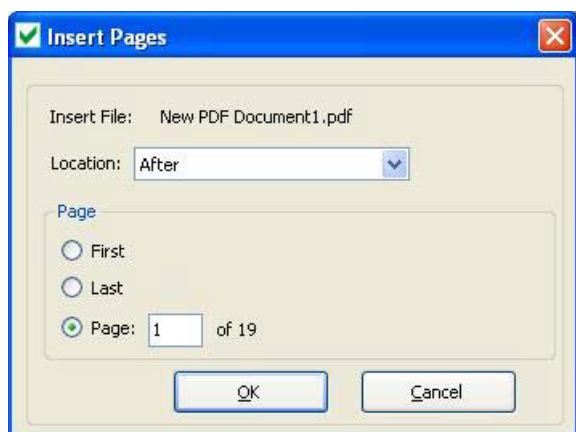 Insert Pages
Insert File: New PDF Document1.pdf
Location: After
Page
First
Last
Page: 1 of 19
OK Cancel